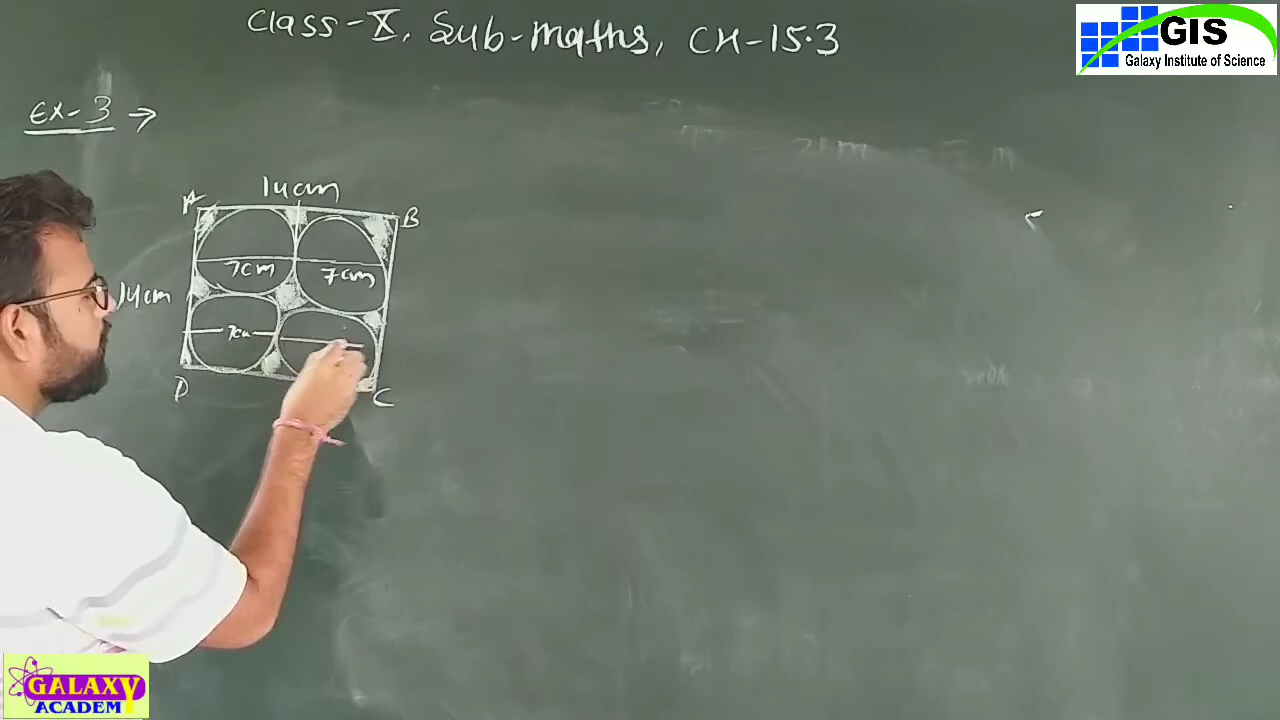 Class-X, Sub-maths, CH-15.3
GIS
Galaxy Institute of Science
Ex-3 →
14cm
A
B
7cm
7cm
14cm
7cm
D
C
GALAXY
ACADEM